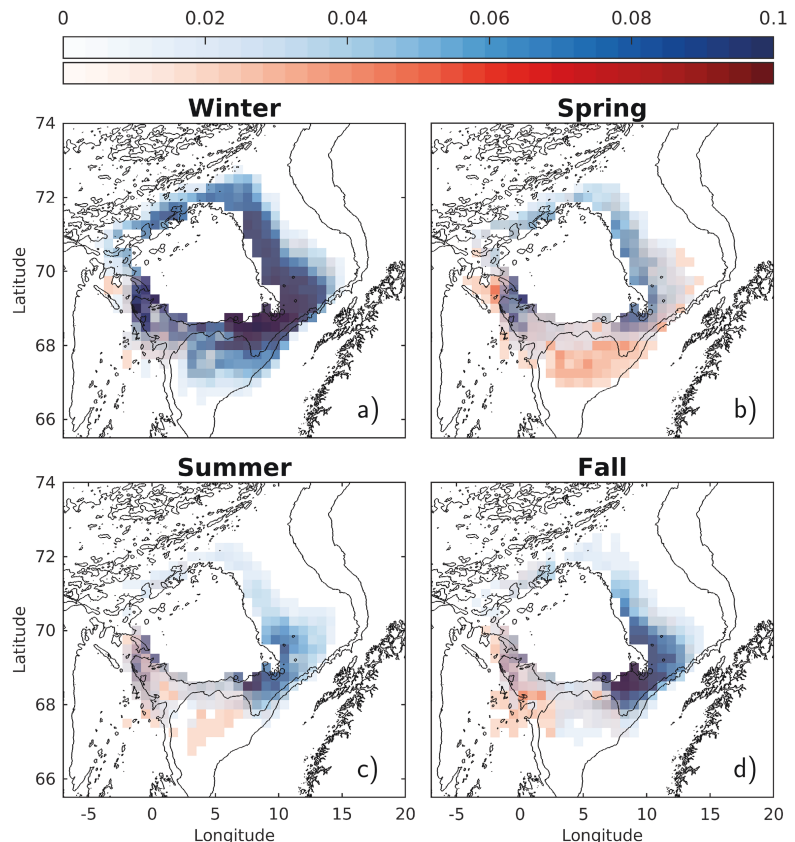 0 0.02 0.04 0.06 0.08 0.1
Winter Spring
74
72
70
68
66
Latitude
a) b)
Summer Fall
74
72
70
68
66
Latitude
c) d)
-5 0 5 10 15 20 -5 0 5 10 15 20
Longitude Longitude